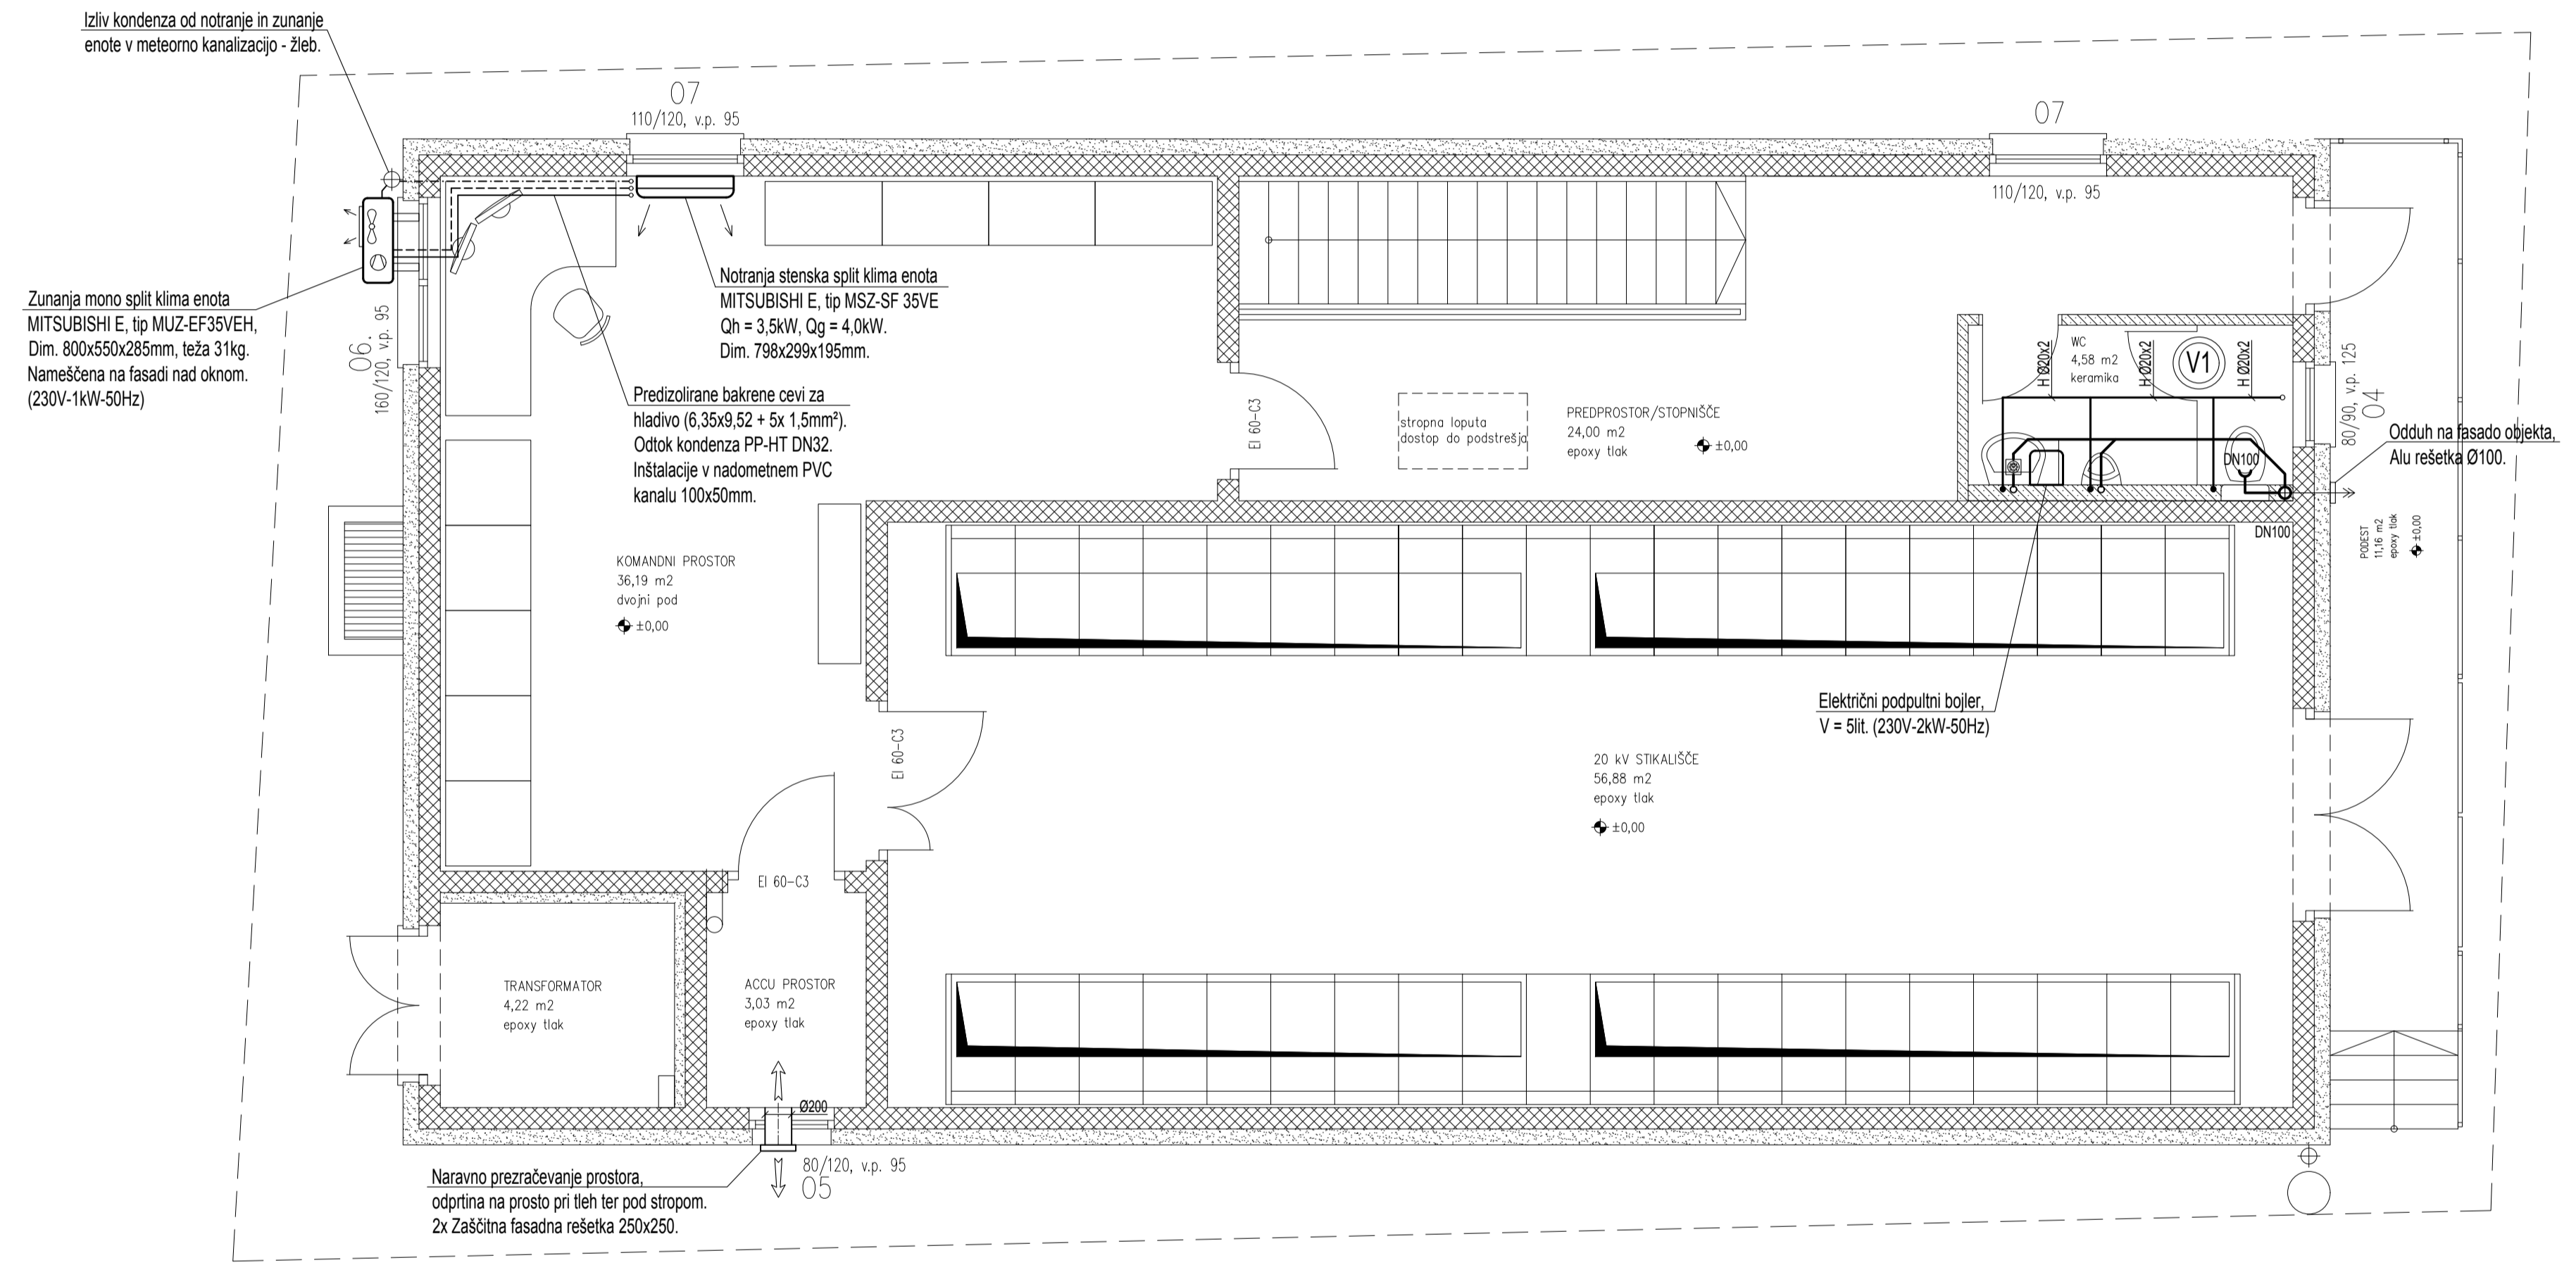 Izliv kondenza od notranje in zunanje
enote v meteorno kanalizacijo - žleb.
07
110/120, v.p. 95
07
110/120, v.p. 95
Zunanja mono split klima enota
MITSUBISHI E, tip MUZ-EF35VEH,
Dim. 800x550x285mm, teža 31kg.
Nameščena na fasadi nad oknom.
(230V-1kW-50Hz)
06.
160/120, v.p. 95
Notranja stenska split klima enota
MITSUBISHI E, tip MSZ-SF 35VE
Qh = 3,5kW, Qg = 4,0kW.
Dim. 798x299x195mm.
Predizolirane bakrene cevi za
hladivo (6,35x9,52 + 5x 1,5mm²).
Odtok kondenza PP-HT DN32.
Inštalacije v nadometnem PVC
kanalu 100x50mm.
EI 60-C3
stropna loputa
dostop do podstrešja
PREDPROSTOR/STOPNIŠČE
24,00 m2
epoxy tlak
±0,00
H Ø20x2
WC
4,58 m2
keramika
H Ø20x2
V1
H Ø20x2
DN100
80/90, v.p. 125
04
Odduh na fasado objekta,
Alu rešetka Ø100.
DN100
PODEST
11,16 m2
epoxy tlak
±0,00
KOMANDNI PROSTOR
36,19 m2
dvojni pod
±0,00
EI 60-C3
Električni podpultni bojler,
V = 5lit. (230V-2kW-50Hz)
20 kV STIKALIŠČE
56,88 m2
epoxy tlak
±0,00
EI 60-C3
TRANSFORMATOR
4,22 m2
epoxy tlak
ACCU PROSTOR
3,03 m2
epoxy tlak
Ø200
80/120, v.p. 95
05
Naravno prezračevanje prostora,
odprtina na prosto pri tleh ter pod stropom.
2x Zaščitna fasadna rešetka 250x250.